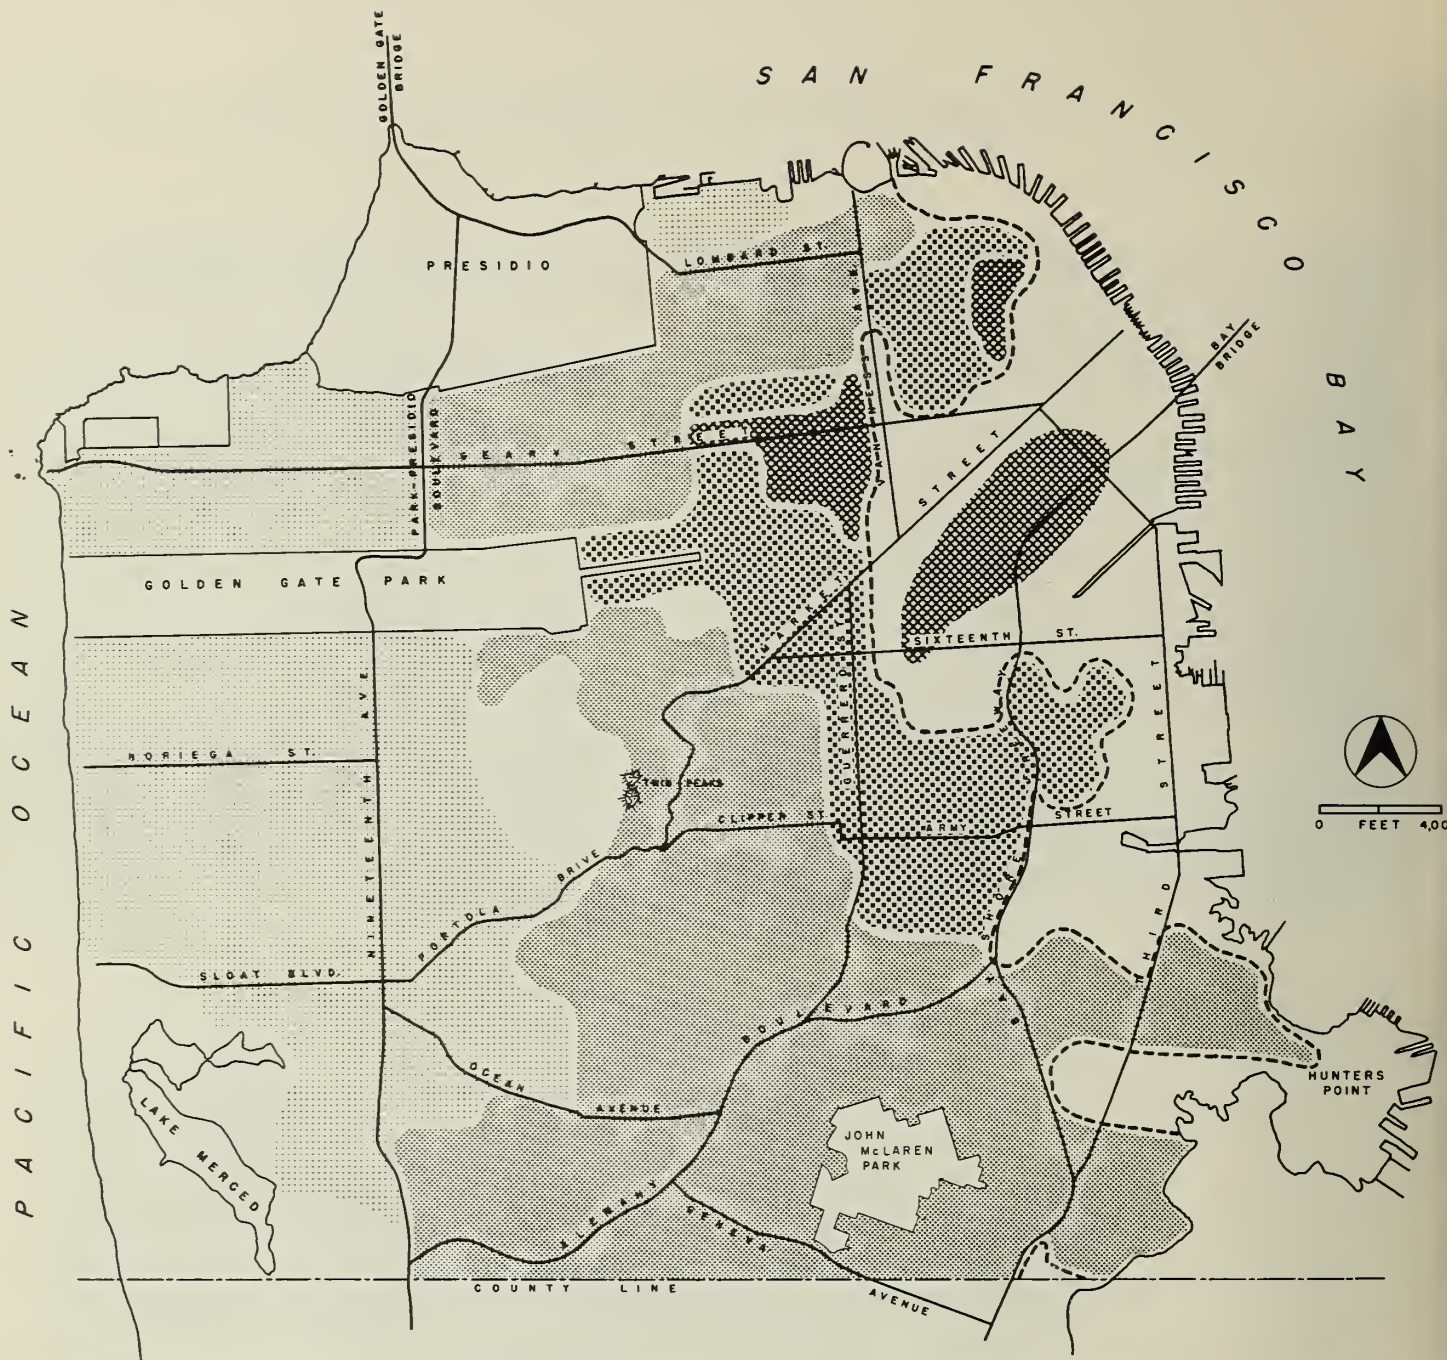 GOLDEN GATE
BRIDGE
SAN FRANCISCO BAY
PRESIDIO
LOMBARD ST.
VAN NESS AVE
BAY
BRIDGE
PARK-PRESIDIO
BOULEVARD
GEARY STREET
MARKET STREET
GOLDEN GATE PARK
SIXTEENTH ST.
PACIFIC OCEAN
NORIEGA ST.
NINETEENTH AVE.
TWIN PEAKS
GUERRERO ST.
CLIPPER ST.
ARMY STREET
THIRD STREET
0 FEET 4,00
PORTOLA DRIVE
BAY SHORE WAY
SLOAT BLVD.
OCEAN AVENUE
ALEMANY BOULEVARD
HUNTERS
POINT
LAKE MERCED
JOHN
McLAREN
PARK
GENEVA AVENUE
COUNTY LINE